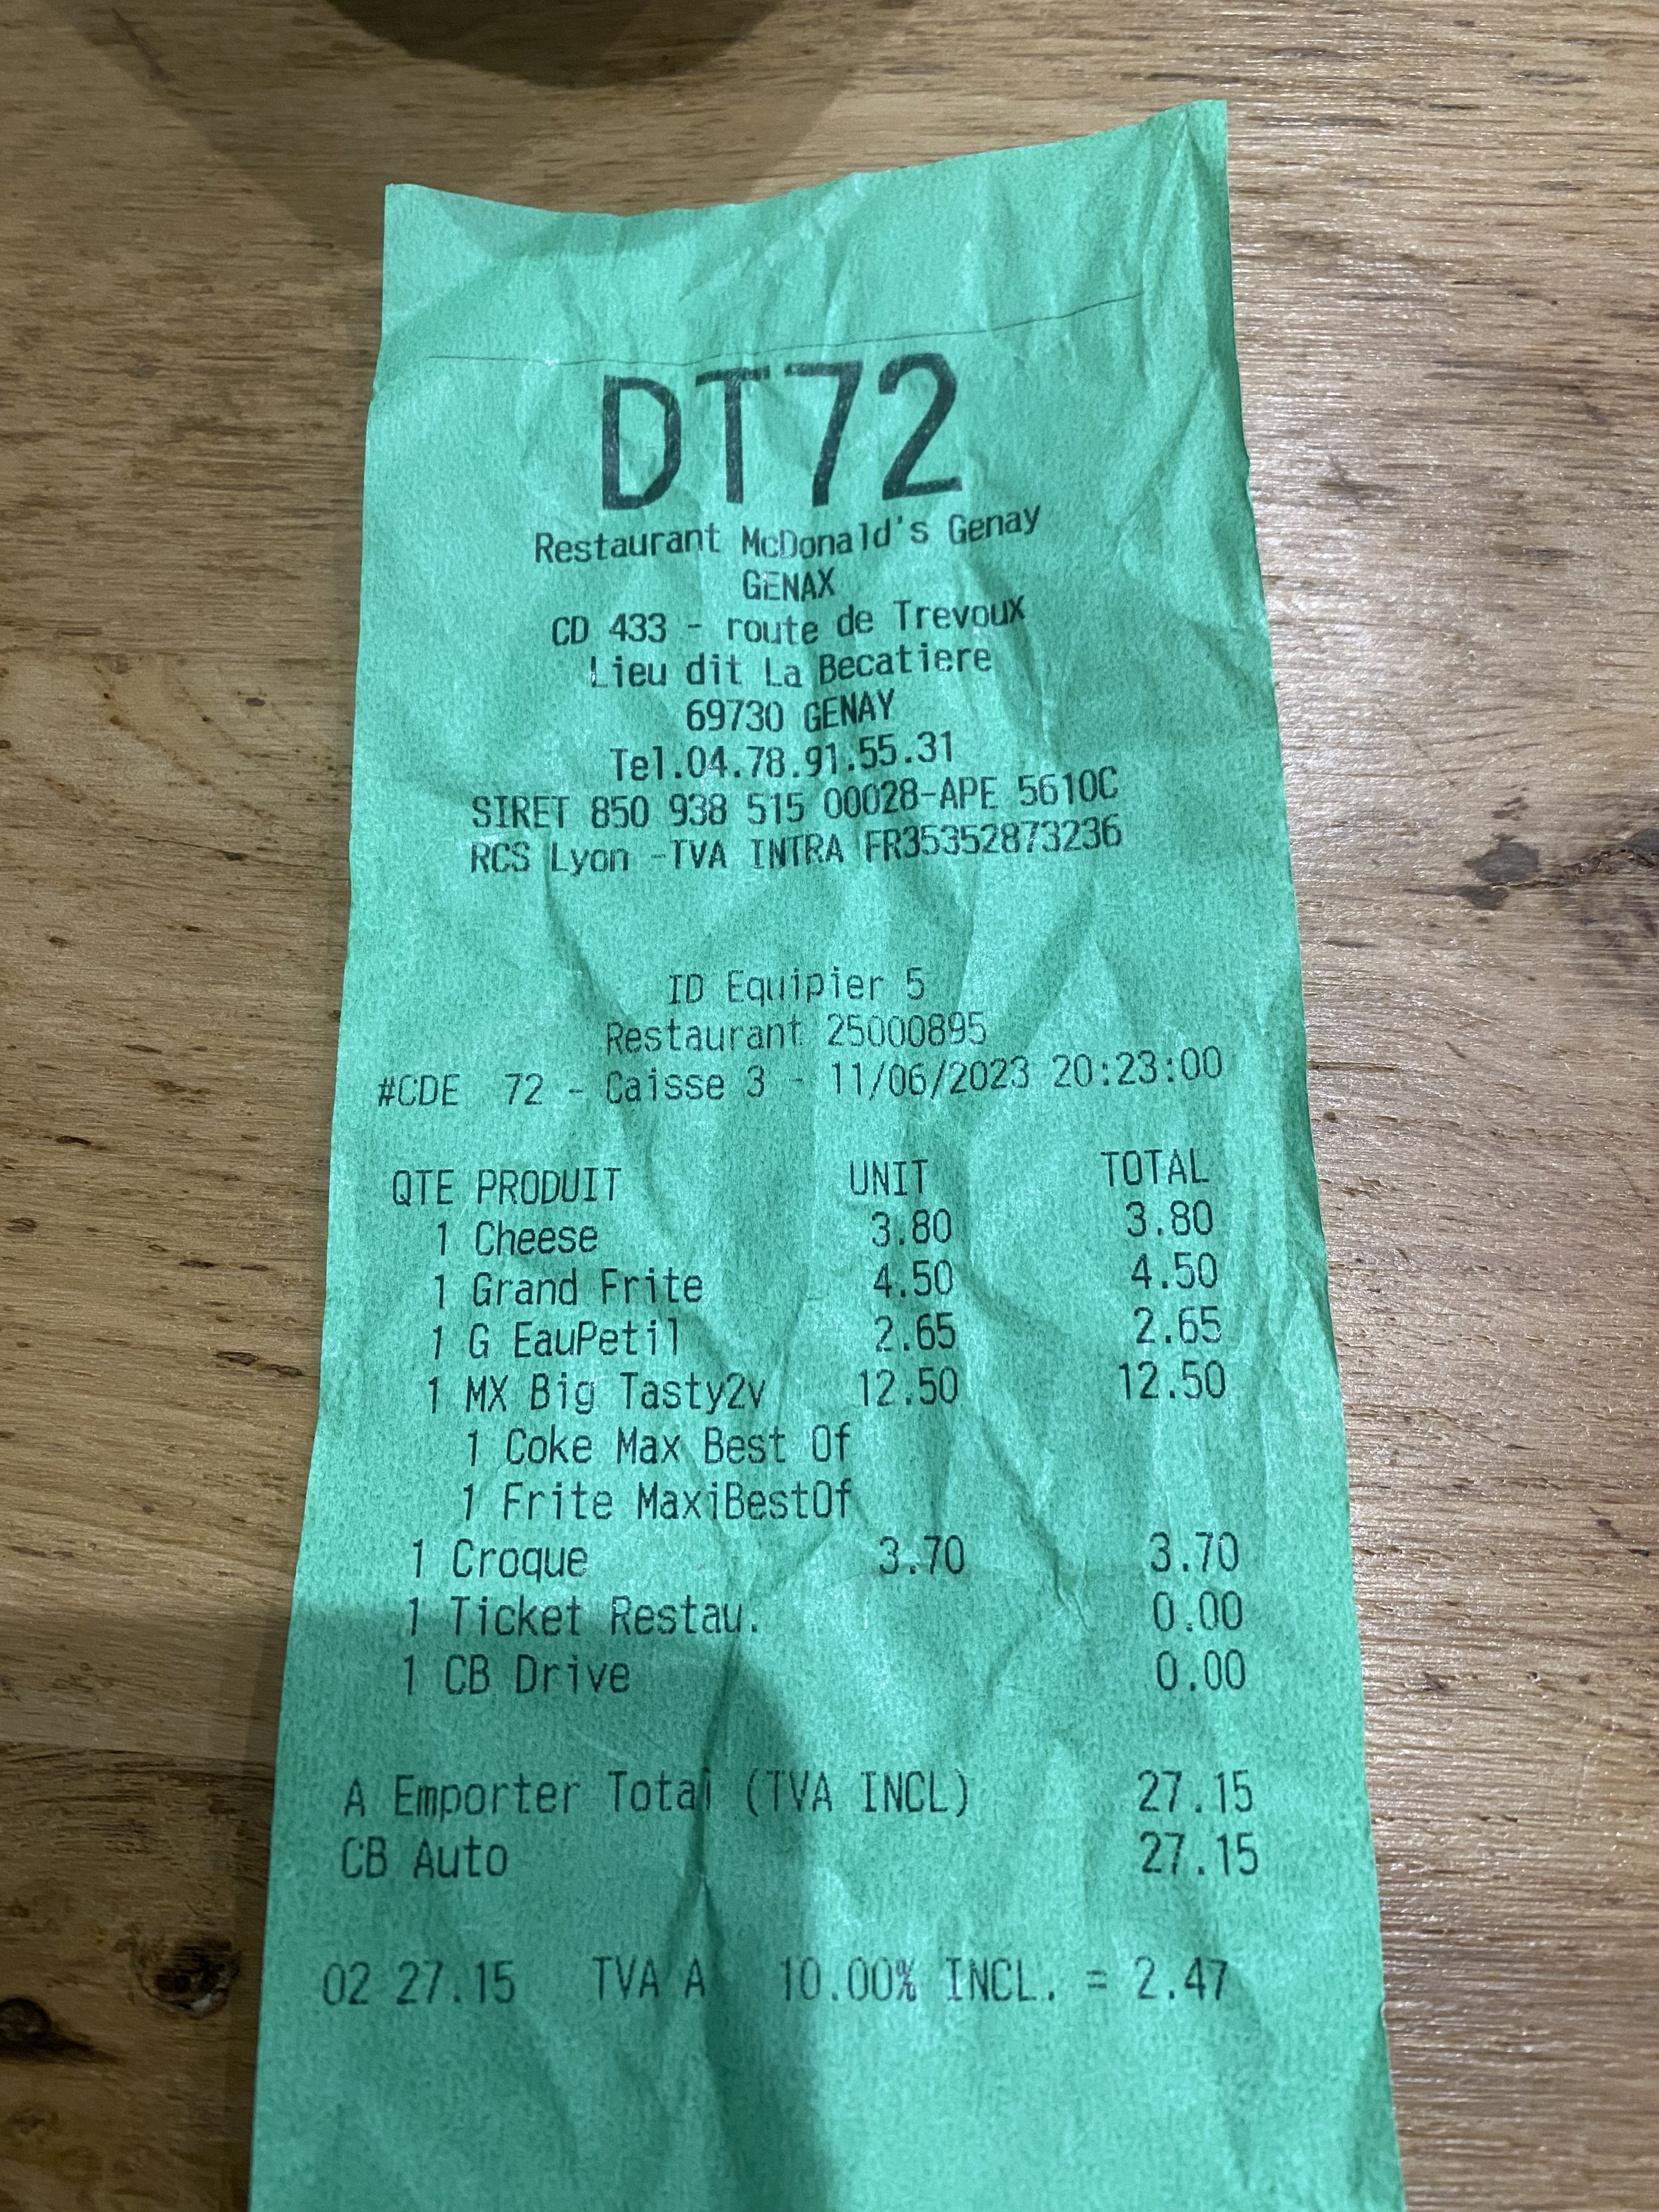 DT72
Restaurant McDonald's Genay
GENAX
CD 433 - route de Trevoux
Lieu dit La Becatiere
69730 GENAY
Tel.04.78.91.55.31
SIRET 850 938 515 00028-APE 5610C
RCS Lyon -TVA INTRA FR35352873236
ID Equipier 5
Restaurant 25000895
#CDE 72 - Caisse 3 - 11/06/2023 20:23:00
QTE PRODUIT UNIT TOTAL
1 Cheese 3.80 3.80
1 Grand Frite 4.50 4.50
1 G EauPetil 2.65 2.65
1 MX Big Tasty2v 12.50 12.50
1 Coke Max Best Of
1 Frite MaxiBestOf
1 Croque 3.70 3.70
1 Ticket Restau. 0.00
1 CB Drive 0.00
A Emporter Total (TVA INCL) 27.15
CB Auto 27.15
02 27.15 TVA A 10.00% INCL. = 2.47